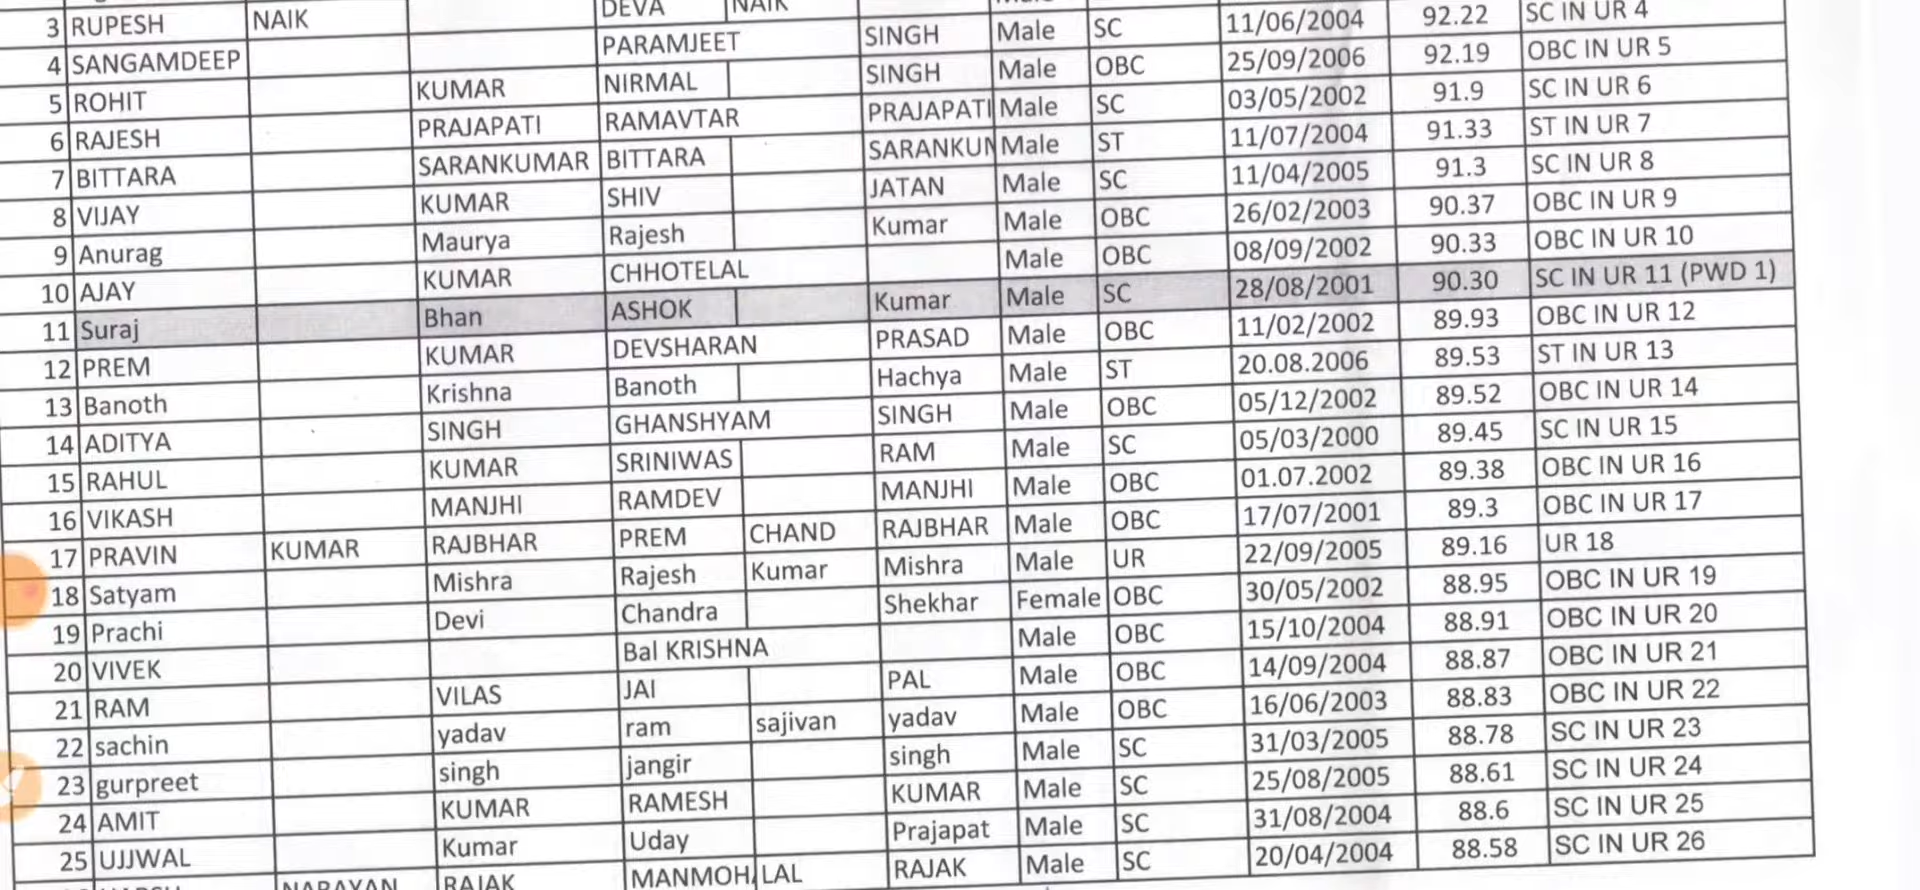 3 RUPESH NAIK DEVA NAIK
4 SANGAMDEEP PARAMJEET SINGH Male SC 11/06/2004 92.22 SC IN UR 4
5 ROHIT KUMAR NIRMAL SINGH Male OBC 25/09/2006 92.19 OBC IN UR 5
6 RAJESH PRAJAPATI RAMAVTAR PRAJAPATI Male SC 03/05/2002 91.9 SC IN UR 6
7 BITTARA SARANKUMAR BITTARA SARANKUM Male ST 11/07/2004 91.33 ST IN UR 7
8 VIJAY KUMAR SHIV JATAN Male SC 11/04/2005 91.3 SC IN UR 8
9 Anurag Maurya Rajesh Kumar Male OBC 26/02/2003 90.37 OBC IN UR 9
10 AJAY KUMAR CHHOTELAL Male OBC 08/09/2002 90.33 OBC IN UR 10
11 Suraj Bhan ASHOK Kumar Male SC 28/08/2001 90.30 SC IN UR 11 (PWD 1)
12 PREM KUMAR DEVSHARAN PRASAD Male OBC 11/02/2002 89.93 OBC IN UR 12
13 Banoth Krishna Banoth Hachya Male ST 20.08.2006 89.53 ST IN UR 13
14 ADITYA SINGH GHANSHYAM SINGH Male OBC 05/12/2002 89.52 OBC IN UR 14
15 RAHUL KUMAR SRINIWAS RAM Male SC 05/03/2000 89.45 SC IN UR 15
16 VIKASH MANJHI RAMDEV MANJHI Male OBC 01.07.2002 89.38 OBC IN UR 16
17 PRAVIN KUMAR RAJBHAR PREM CHAND RAJBHAR Male OBC 17/07/2001 89.3 OBC IN UR 17
18 Satyam Mishra Rajesh Kumar Mishra Male UR 22/09/2005 89.16 UR 18
19 Prachi Devi Chandra Shekhar Female OBC 30/05/2002 88.95 OBC IN UR 19
20 VIVEK Bal KRISHNA Male OBC 15/10/2004 88.91 OBC IN UR 20
21 RAM VILAS JAI PAL Male OBC 14/09/2004 88.87 OBC IN UR 21
22 sachin yadav ram sajivan yadav Male OBC 16/06/2003 88.83 OBC IN UR 22
23 gurpreet singh jangir singh Male SC 31/03/2005 88.78 SC IN UR 23
24 AMIT KUMAR RAMESH KUMAR Male SC 25/08/2005 88.61 SC IN UR 24
25 UJJWAL Kumar Uday Prajapat Male SC 31/08/2004 88.6 SC IN UR 25
NARAYAN RAJAK MANMOHA LAL RAJAK Male SC 20/04/2004 88.58 SC IN UR 26